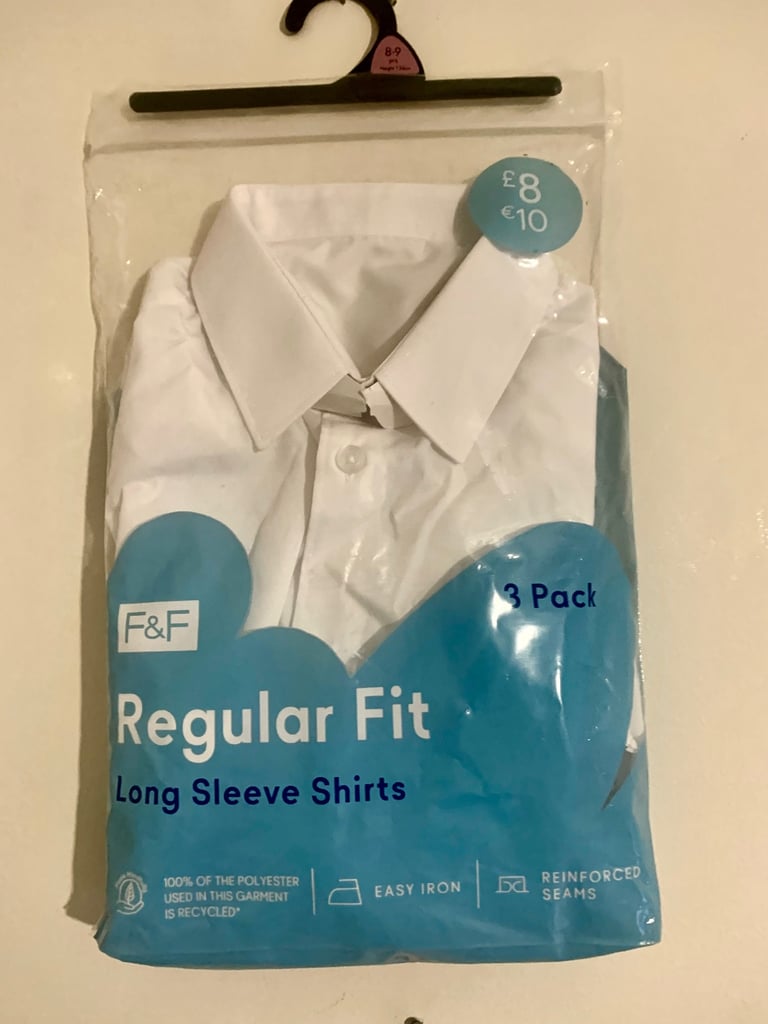 8-9
yrs
£8
€10
3 Pack
F&F
Regular Fit
Long Sleeve Shirts
100% OF THE POLYESTER
USED IN THIS GARMENT
IS RECYCLED*
EASY IRON
REINFORCED
SEAMS